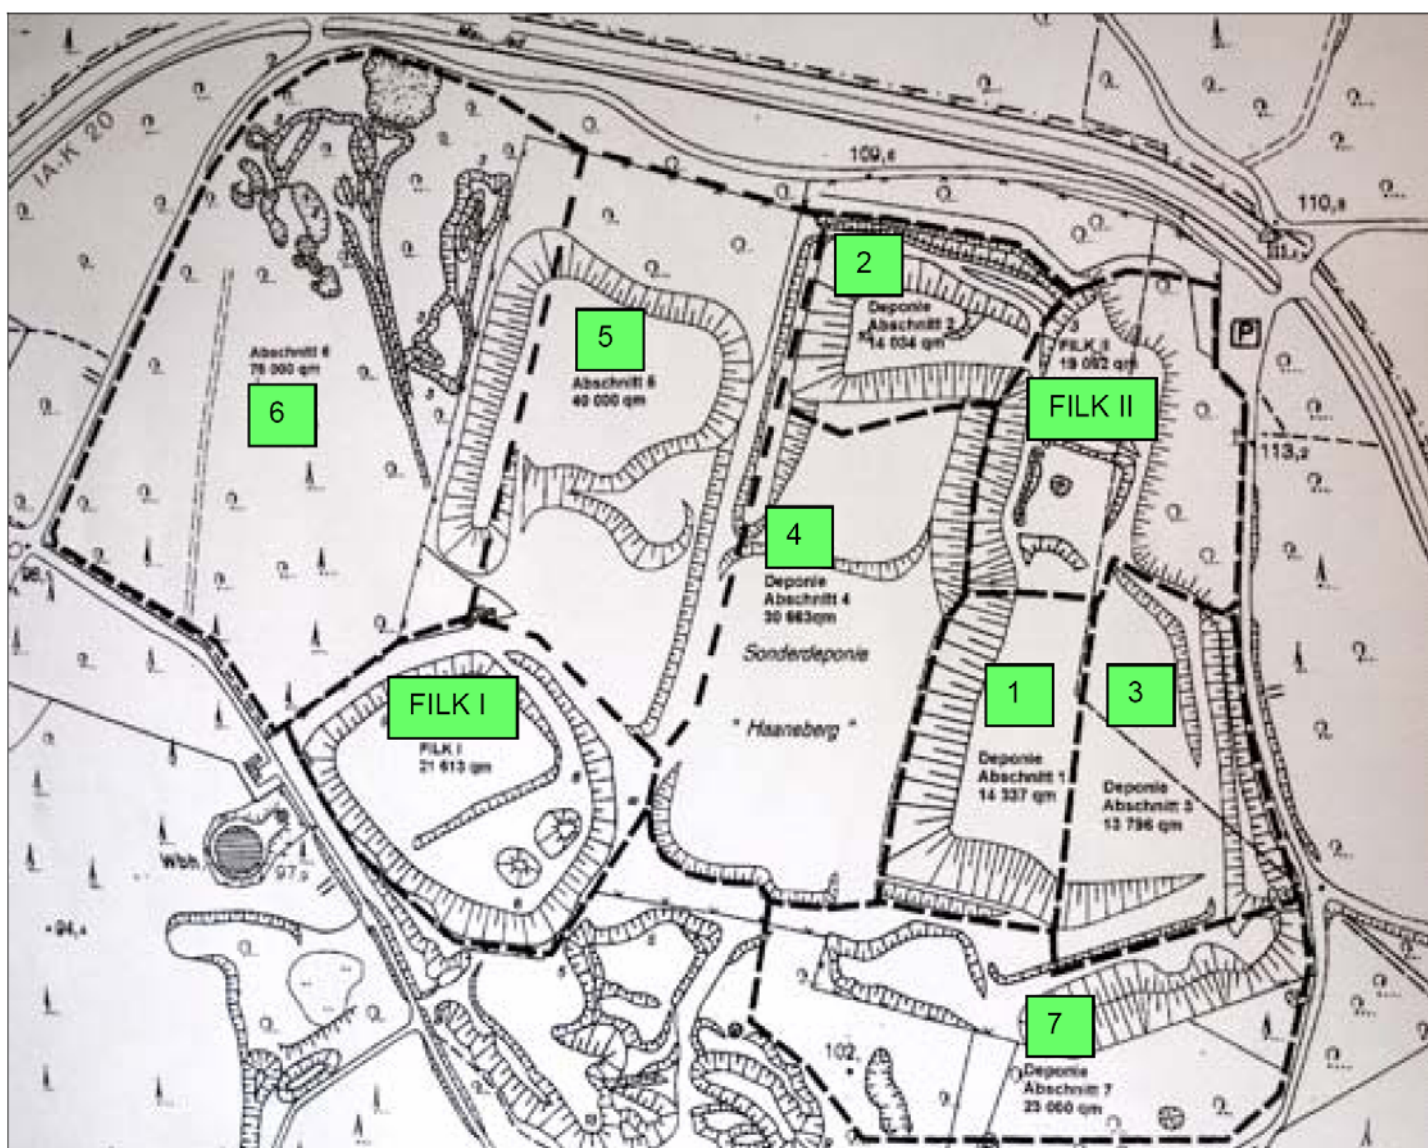 IA.K 20
109,8
110,8
2
Deponie
Abschnitt 2
14 034 qm
P
5
Abschnitt 5
40 000 qm
FILK II
19 092 qm
FILK II
Abschnitt 6
76 000 qm
6
113,2
4
Deponie
Abschnitt 4
30 663qm
Sonderdeponie
" Haaneberg "
1
3
FILK I
FILK I
21 613 qm
Deponie
Abschnitt 1
14 337 qm
Deponie
Abschnitt 3
13 796 qm
Wbh.
97,9
94,4
7
102,
Deponie
Abschnitt 7
23 060 qm